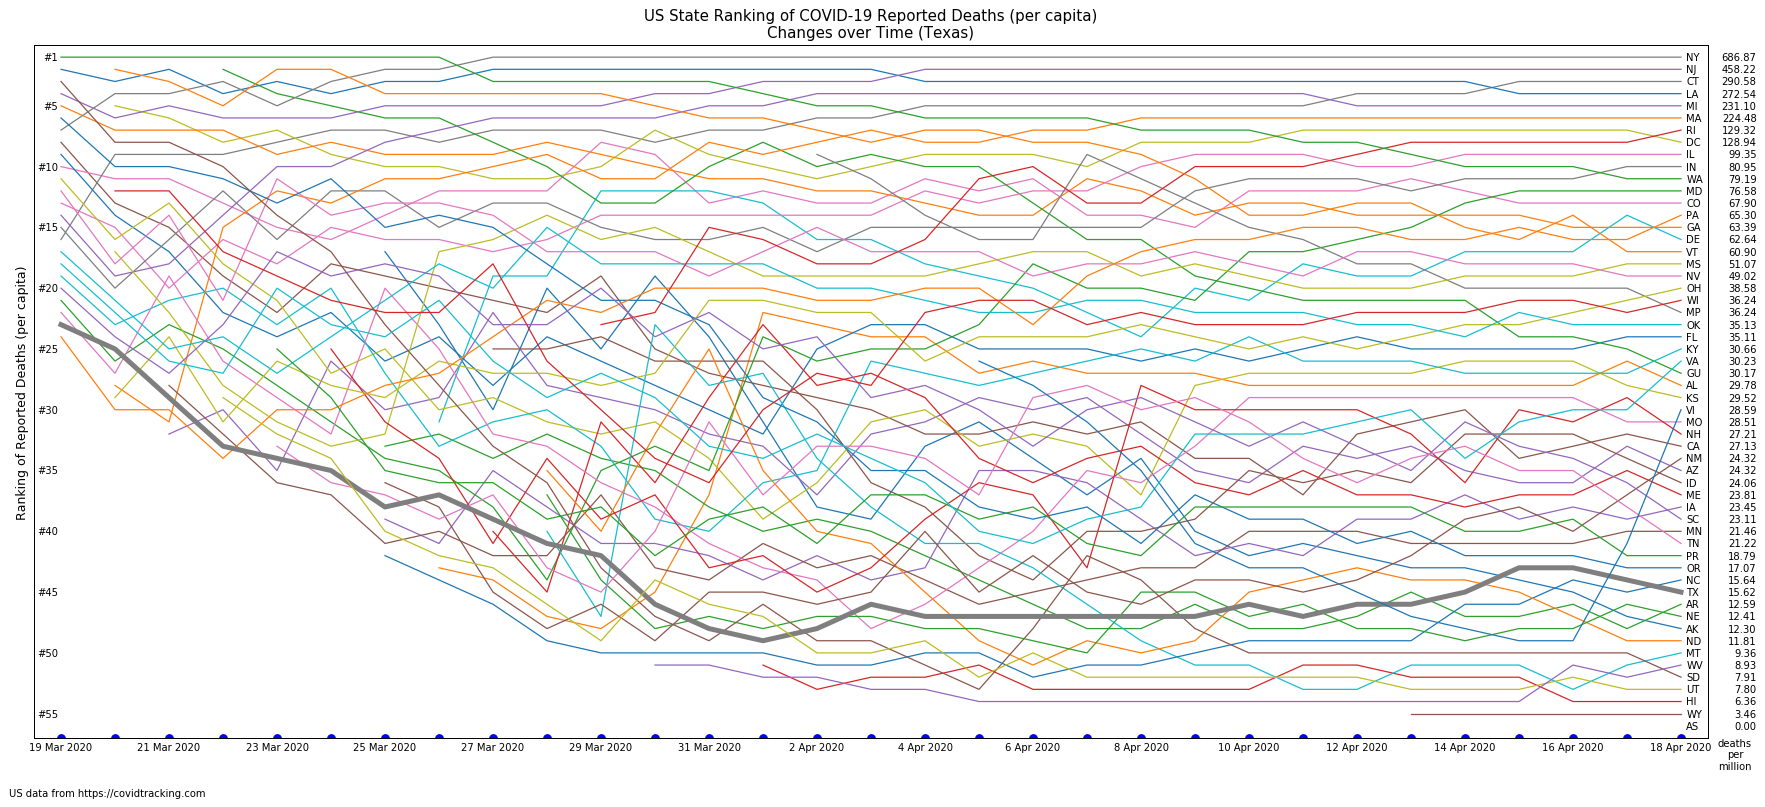 US State Ranking of COVID-19 Reported Deaths (per capita)
Changes over Time (Texas)
Ranking of Reported Deaths (per capita)
#1
#5
#10
#15
#20
#25
#30
#35
#40
#45
#50
#55
NY 686.87
NJ 458.22
CT 290.58
LA 272.54
MI 231.10
MA 224.48
RI 129.32
DC 128.94
IL 99.35
IN 80.95
WA 79.19
MD 76.58
CO 67.90
PA 65.30
GA 63.39
DE 62.64
VT 60.90
MS 51.07
NV 49.02
OH 38.58
WI 36.24
MP 36.24
OK 35.13
FL 35.11
KY 30.66
VA 30.23
GU 30.17
AL 29.78
KS 29.52
VI 28.59
MO 28.51
NH 27.21
CA 27.13
NM 24.32
AZ 24.32
ID 24.06
ME 23.81
IA 23.45
SC 23.11
MN 21.46
TN 21.22
PR 18.79
OR 17.07
NC 15.64
TX 15.62
AR 12.59
NE 12.41
AK 12.30
ND 11.81
MT 9.36
WV 8.93
SD 7.91
UT 7.80
HI 6.36
WY 3.46
AS 0.00
19 Mar 2020 21 Mar 2020 23 Mar 2020 25 Mar 2020 27 Mar 2020 29 Mar 2020 31 Mar 2020 2 Apr 2020 4 Apr 2020 6 Apr 2020 8 Apr 2020 10 Apr 2020 12 Apr 2020 14 Apr 2020 16 Apr 2020 18 Apr 2020
deaths
per
million
US data from https://covidtracking.com